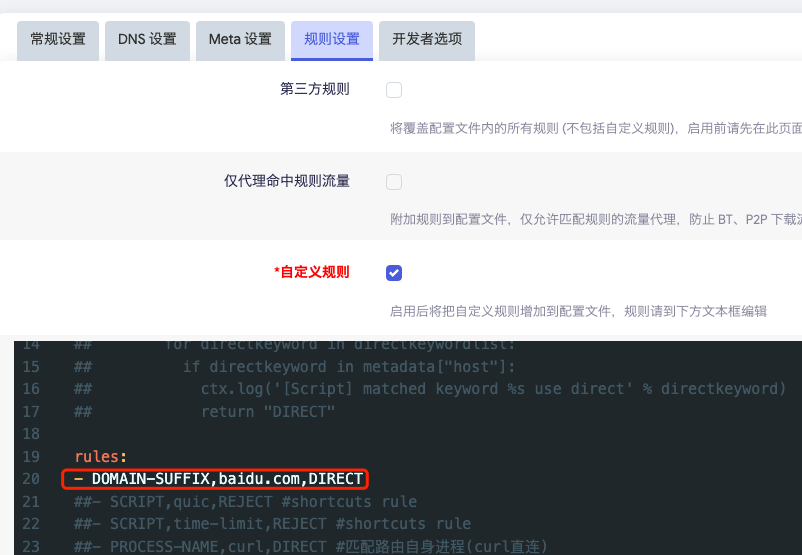 常规设置 DNS 设置 Meta 设置 规则设置 开发者选项
第三方规则
将覆盖配置文件内的所有规则 (不包括自定义规则)，启用前请先在此页面
仅代理命中规则流量
附加规则到配置文件，仅允许匹配规则的流量代理，防止 BT、P2P 下载流
*自定义规则
启用后将把自定义规则增加到配置文件，规则请到下方文本框编辑
14 ## for directkeyword in directkeywordlist:
15 ## if directkeyword in metadata["host"]:
16 ## ctx.log('[Script] matched keyword %s use direct' % directkeyword)
17 ## return "DIRECT"
18
19 rules:
20 - DOMAIN-SUFFIX,baidu.com,DIRECT
21 ##- SCRIPT,quic,REJECT #shortcuts rule
22 ##- SCRIPT,time-limit,REJECT #shortcuts rule
23 ##- PROCESS-NAME,curl,DIRECT #匹配路由自身进程(curl直连)